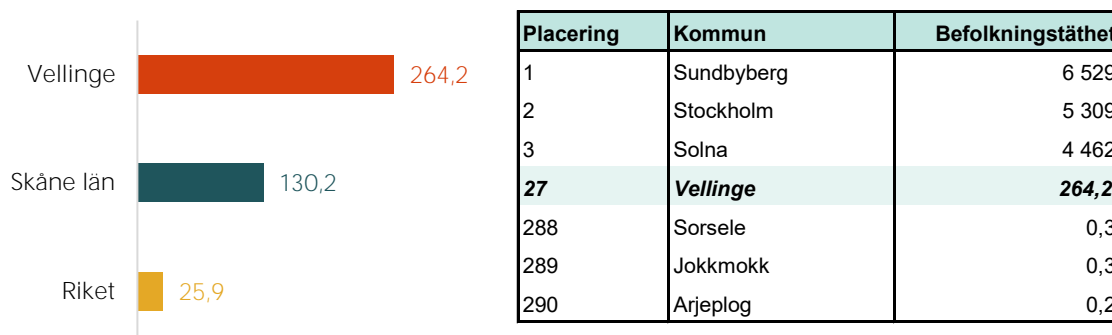 Vellinge 264,2
Skåne län 130,2
Riket 25,9
Placering Kommun Befolkningstäthet
1 Sundbyberg 6 529
2 Stockholm 5 309
3 Solna 4 462
27 Vellinge 264,2
288 Sorsele 0,3
289 Jokkmokk 0,3
290 Arjeplog 0,2